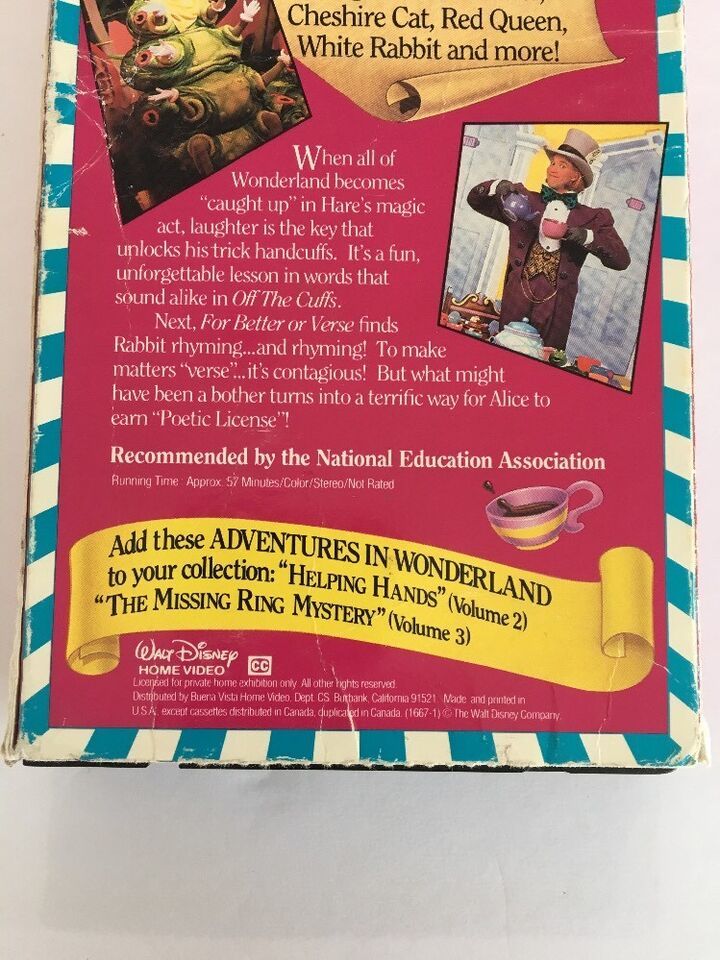 Cheshire Cat, Red Queen,
White Rabbit and more!
When all of
Wonderland becomes
"caught up" in Hare's magic
act, laughter is the key that
unlocks his trick handcuffs. It's a fun,
unforgettable lesson in words that
sound alike in Off The Cuffs.
Next, For Better or Verse finds
Rabbit rhyming...and rhyming! To make
matters "verse"...it's contagious! But what might
have been a bother turns into a terrific way for Alice to
earn "Poetic License"!
Recommended by the National Education Association
Running Time: Approx. 57 Minutes/Color/Stereo/Not Rated
Add these ADVENTURES IN WONDERLAND
to your collection: "HELPING HANDS" (Volume 2)
"THE MISSING RING MYSTERY" (Volume 3)
WALT DISNEY
HOME VIDEO
CC
Licensed for private home exhibition only. All other rights reserved.
Distributed by Buena Vista Home Video, Dept. CS, Burbank, California 91521. Made and printed in
U.S.A. except cassettes distributed in Canada, duplicated in Canada. (1667-1) © The Walt Disney Company.